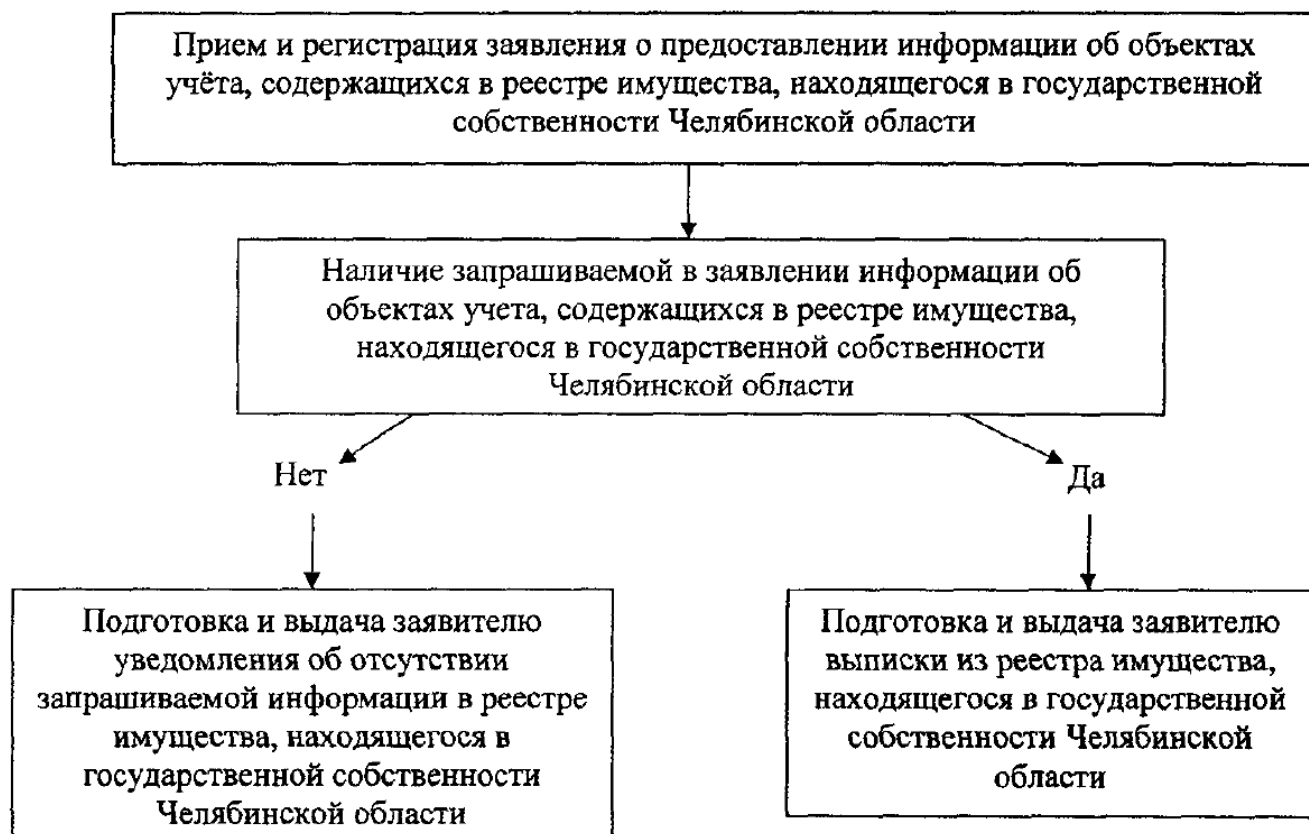 Прием и регистрация заявления о предоставлении информации об объектах
учёта, содержащихся в реестре имущества, находящегося в государственной
собственности Челябинской области
Наличие запрашиваемой в заявлении информации об
объектах учета, содержащихся в реестре имущества,
находящегося в государственной собственности
Челябинской области
Нет
Да
Подготовка и выдача заявителю
уведомления об отсутствии
запрашиваемой информации в реестре
имущества, находящегося в
государственной собственности
Челябинской области
Подготовка и выдача заявителю
выписки из реестра имущества,
находящегося в государственной
собственности Челябинской
области